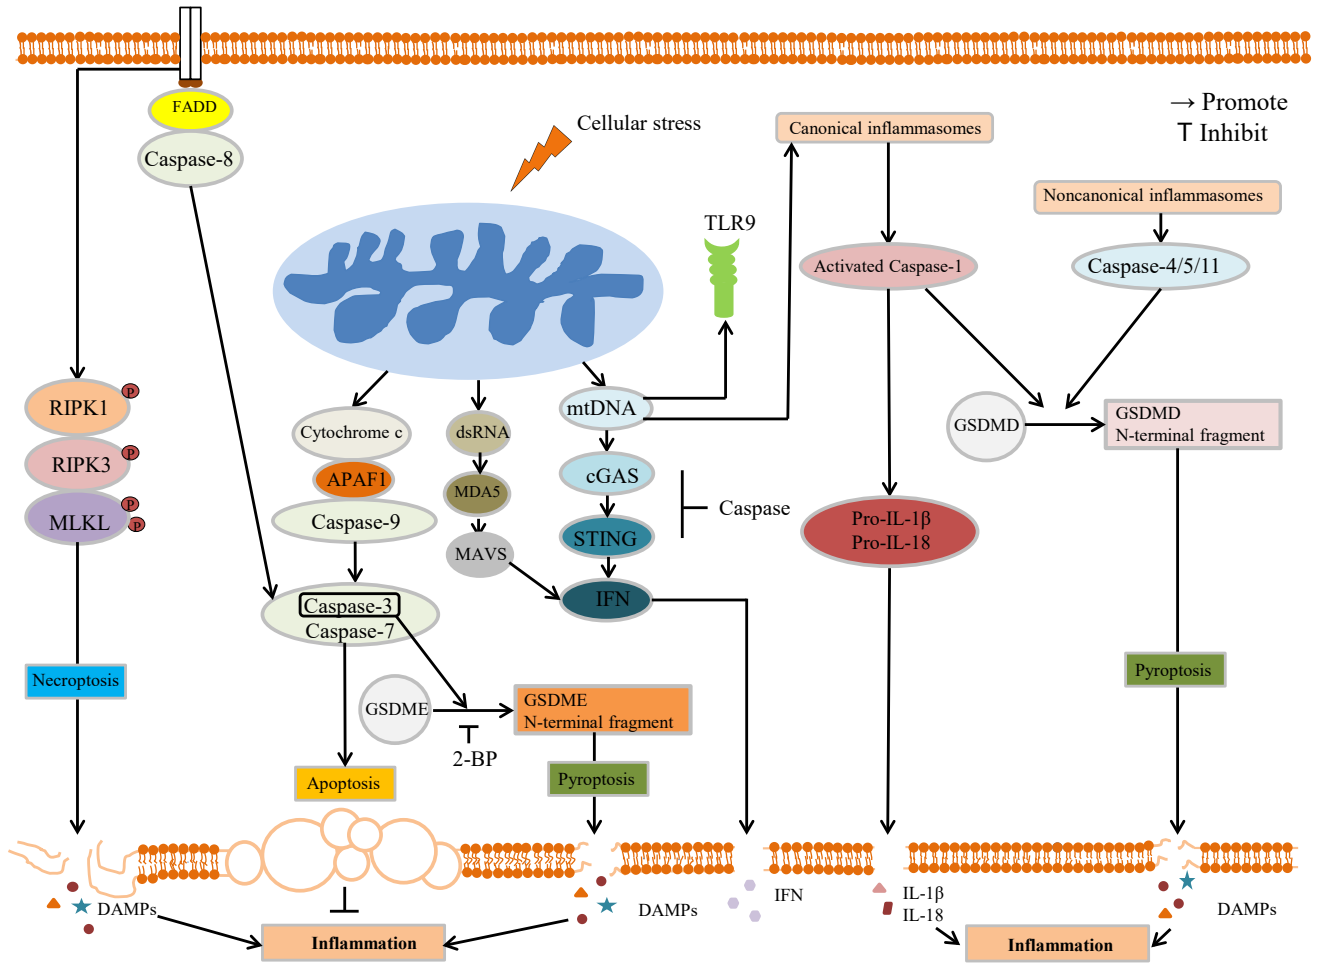 FADD
Caspase-8
Cellular stress
Canonical inflammasomes
→ Promote
T Inhibit
Noncanonical inflammasomes
TLR9
Activated Caspase-1
Caspase-4/5/11
RIPK1
P
RIPK3
P
MLKL
P
P
Cytochrome c
APAF1
Caspase-9
dsRNA
MDA5
MAVS
mtDNA
cGAS
STING
IFN
Caspase
GSDMD
GSDMD
N-terminal fragment
Pro-IL-1β
Pro-IL-18
Caspase-3
Caspase-7
Necroptosis
GSDME
GSDME
N-terminal fragment
2-BP
Pyroptosis
Apoptosis
Pyroptosis
DAMPs
DAMPs
IFN
IL-1β
IL-18
DAMPs
Inflammation
Inflammation